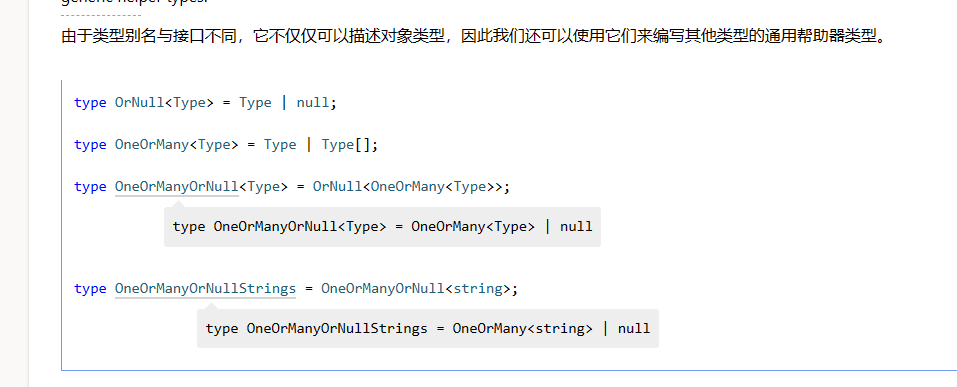 generic helper types.
由于类型别名与接口不同，它不仅仅可以描述对象类型，因此我们还可以使用它们来编写其他类型的通用帮助器类型。
type OrNull<Type> = Type | null;
type OneOrMany<Type> = Type | Type[];
type OneOrManyOrNull<Type> = OrNull<OneOrMany<Type>>;
type OneOrManyOrNull<Type> = OneOrMany<Type> | null
type OneOrManyOrNullStrings = OneOrManyOrNull<string>;
type OneOrManyOrNullStrings = OneOrMany<string> | null